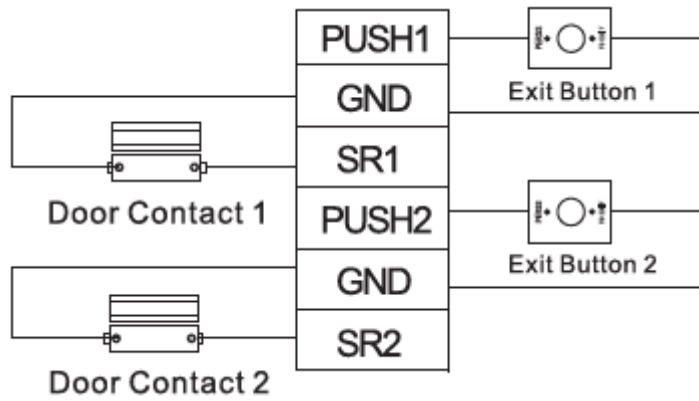 PUSH1
Exit Button 1
GND
SR1
Door Contact 1
PUSH2
Exit Button 2
GND
SR2
Door Contact 2